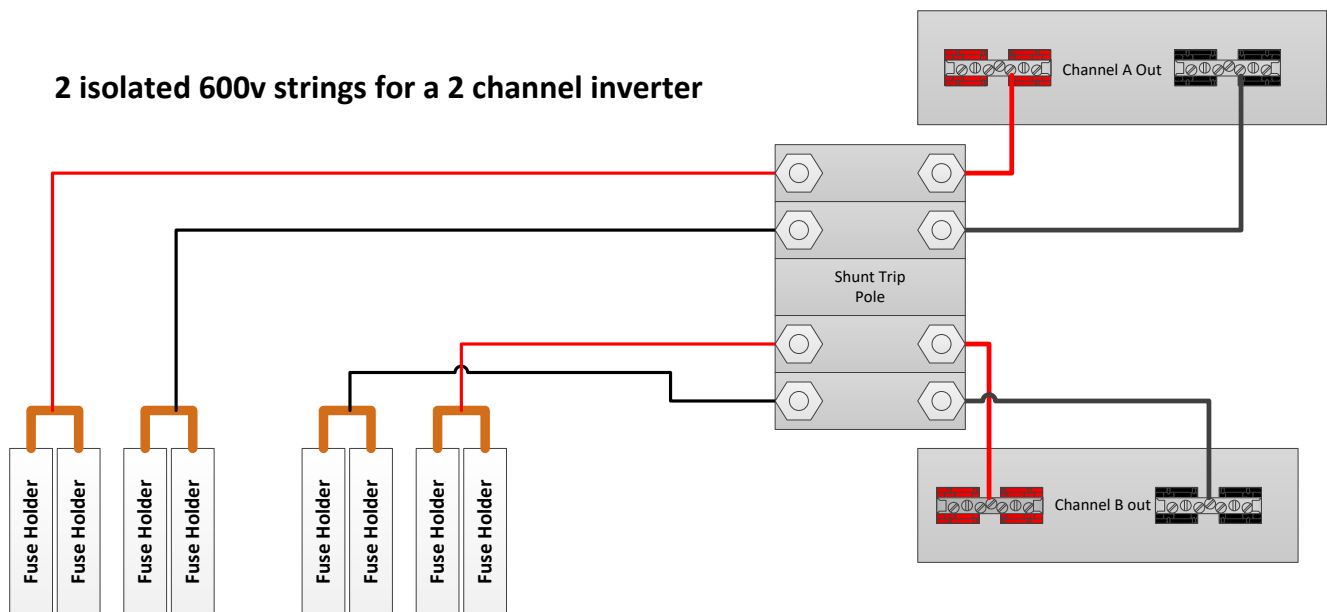 2 isolated 600v strings for a 2 channel inverter
Channel A Out
Shunt Trip
Pole
Channel B out
Fuse Holder
Fuse Holder
Fuse Holder
Fuse Holder
Fuse Holder
Fuse Holder
Fuse Holder
Fuse Holder